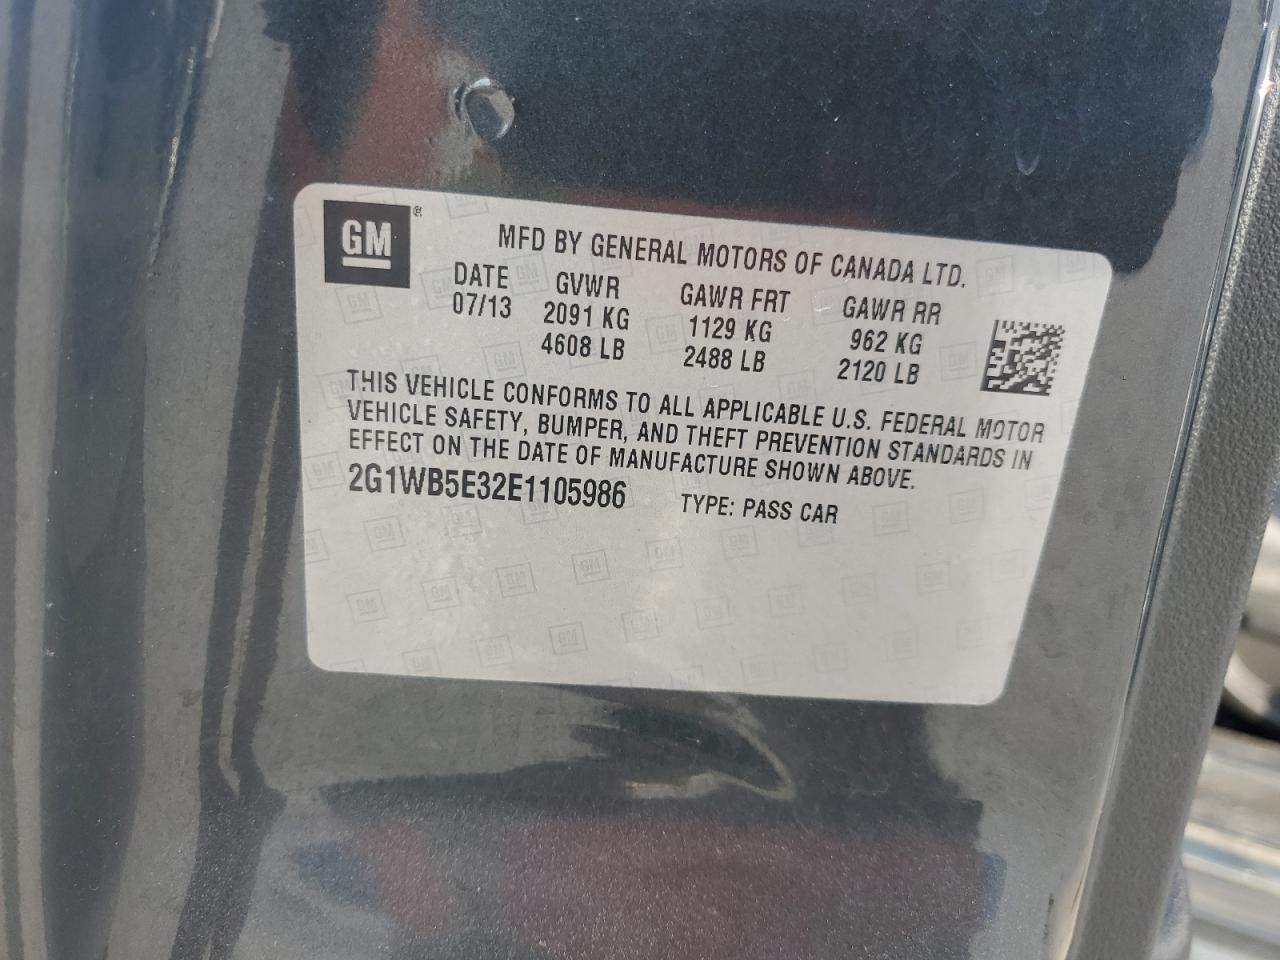 GM®
MFD BY GENERAL MOTORS OF CANADA LTD.
DATE GVWR GAWR FRT GAWR RR
07/13 2091 KG 1129 KG 962 KG
4608 LB 2488 LB 2120 LB
THIS VEHICLE CONFORMS TO ALL APPLICABLE U.S. FEDERAL MOTOR
VEHICLE SAFETY, BUMPER, AND THEFT PREVENTION STANDARDS IN
EFFECT ON THE DATE OF MANUFACTURE SHOWN ABOVE.
2G1WB5E32E1105986 TYPE: PASS CAR